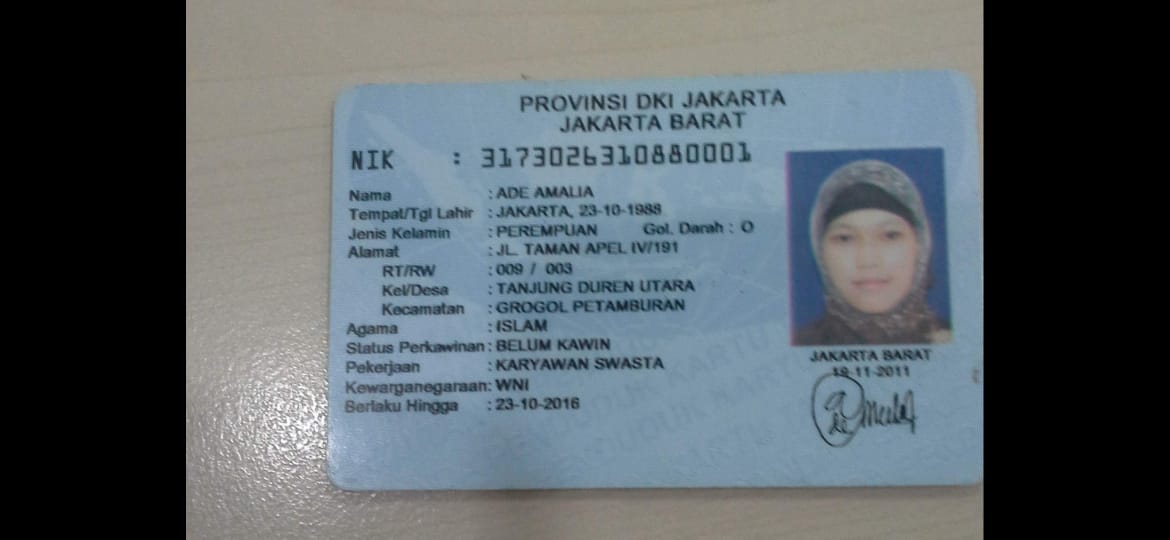 PROVINSI DKI JAKARTA
JAKARTA BARAT
NIK : 3173026310880001
Nama : ADE AMALIA
Tempat/Tgl Lahir : JAKARTA, 23-10-1988
Jenis Kelamin : PEREMPUAN Gol. Darah : O
Alamat : JL. TAMAN APEL IV/191
RT/RW : 009 / 003
Kel/Desa : TANJUNG DUREN UTARA
Kecamatan : GROGOL PETAMBURAN
Agama : ISLAM
Status Perkawinan : BELUM KAWIN
Pekerjaan : KARYAWAN SWASTA
Kewarganegaraan : WNI
Berlaku Hingga : 23-10-2016
JAKARTA BARAT
19-11-2011